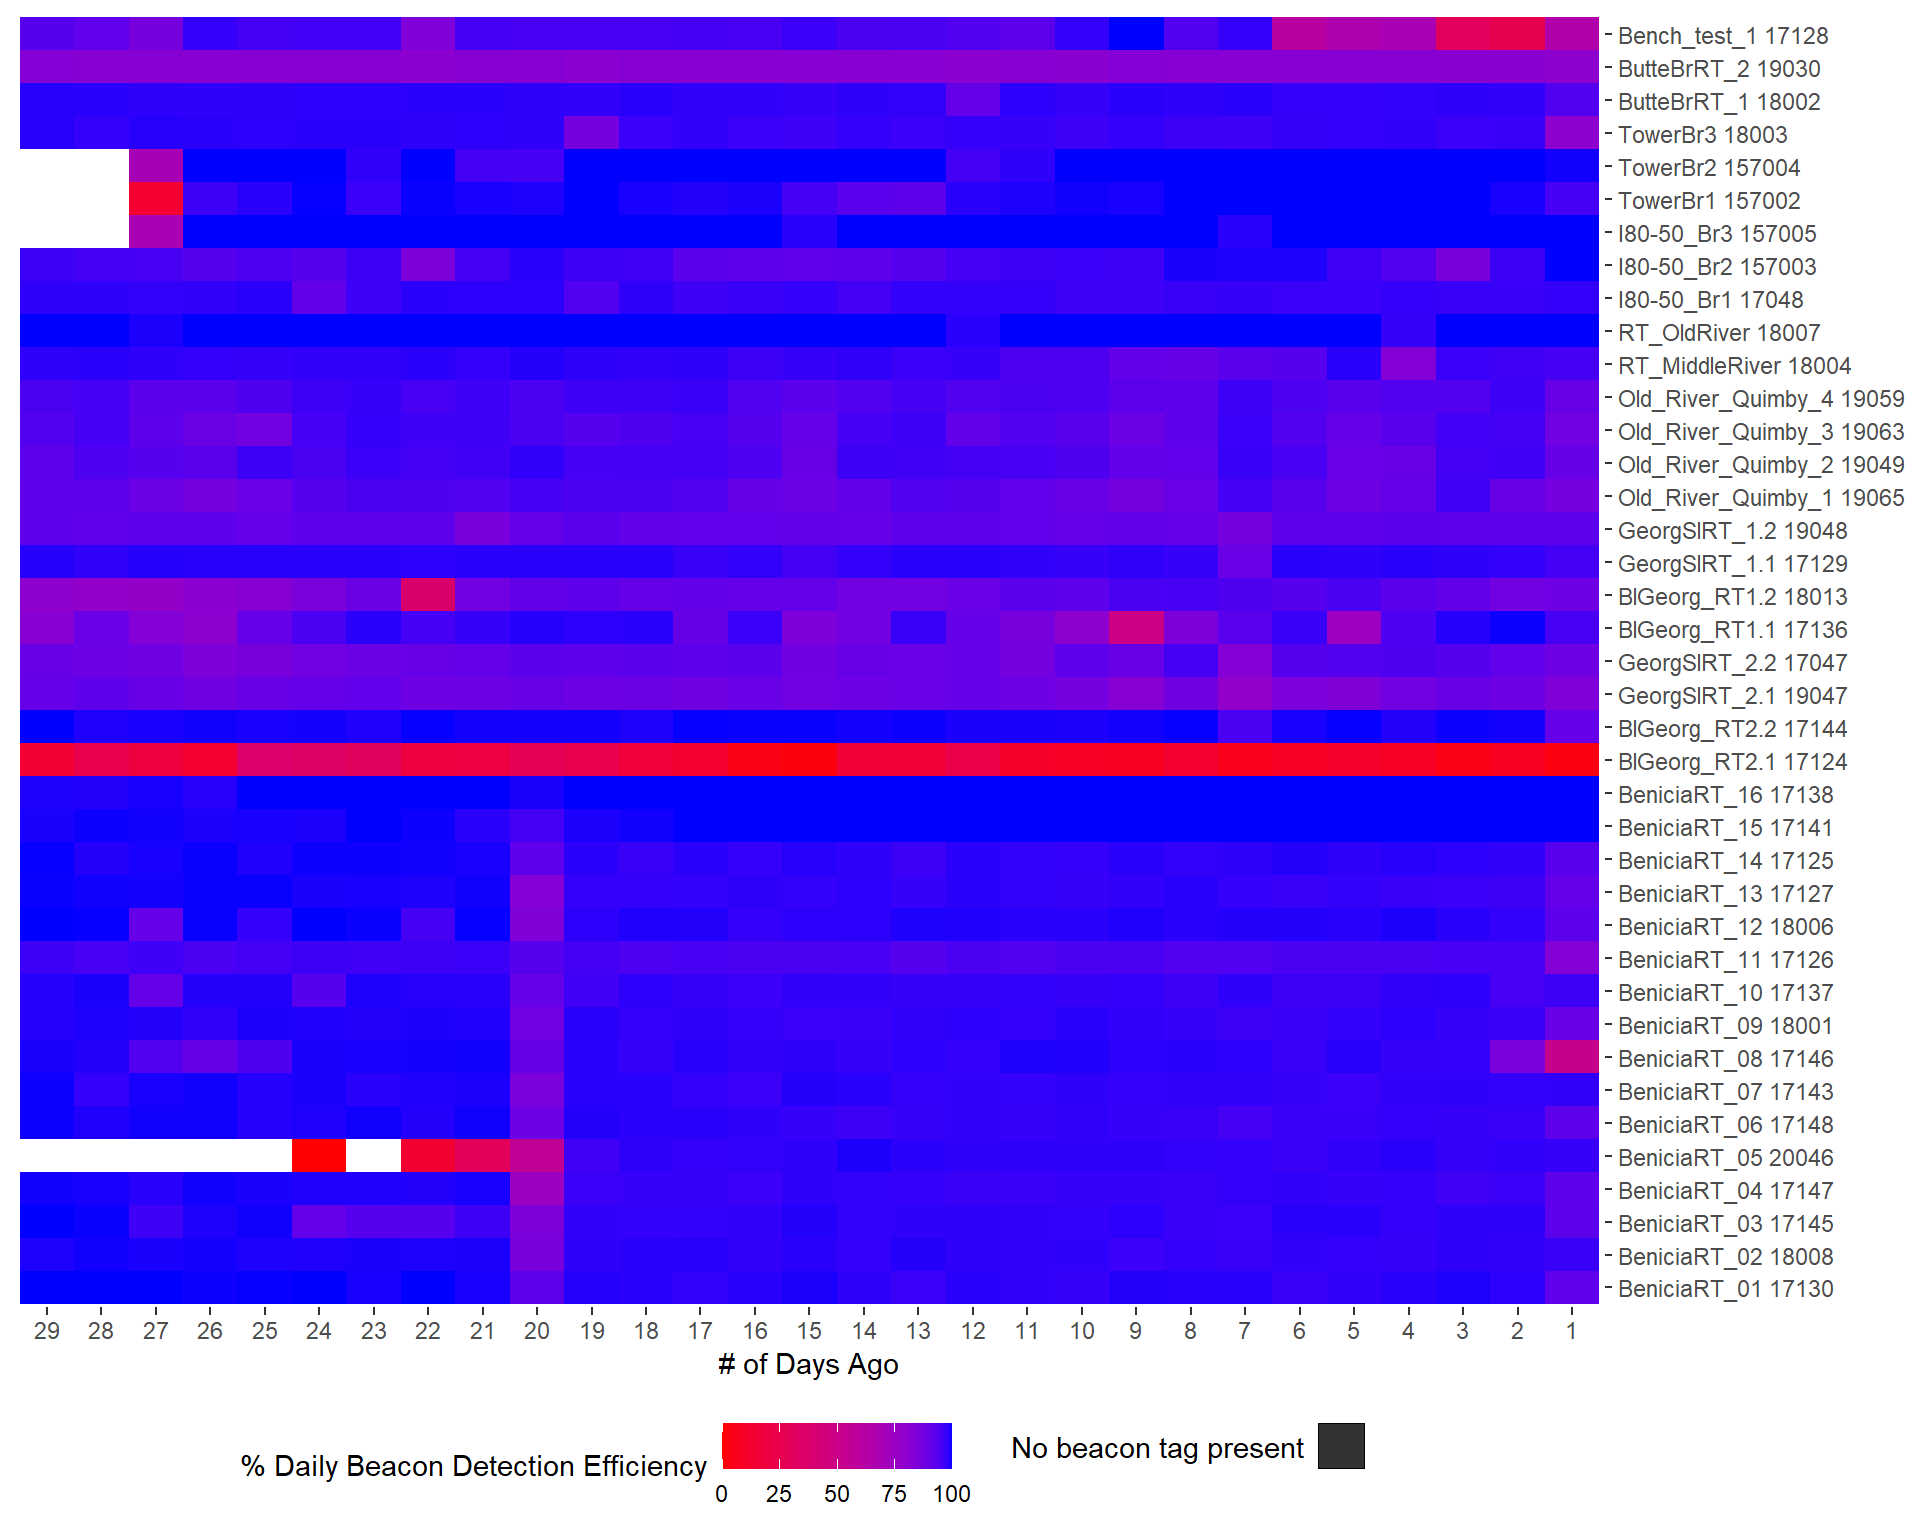 Bench_test_1 17128
ButteBrRT_2 19030
ButteBrRT_1 18002
TowerBr3 18003
TowerBr2 157004
TowerBr1 157002
I80-50_Br3 157005
I80-50_Br2 157003
I80-50_Br1 17048
RT_OldRiver 18007
RT_MiddleRiver 18004
Old_River_Quimby_4 19059
Old_River_Quimby_3 19063
Old_River_Quimby_2 19049
Old_River_Quimby_1 19065
GeorgSlRT_1.2 19048
GeorgSlRT_1.1 17129
BlGeorg_RT1.2 18013
BlGeorg_RT1.1 17136
GeorgSlRT_2.2 17047
GeorgSlRT_2.1 19047
BlGeorg_RT2.2 17144
BlGeorg_RT2.1 17124
BeniciaRT_16 17138
BeniciaRT_15 17141
BeniciaRT_14 17125
BeniciaRT_13 17127
BeniciaRT_12 18006
BeniciaRT_11 17126
BeniciaRT_10 17137
BeniciaRT_09 18001
BeniciaRT_08 17146
BeniciaRT_07 17143
BeniciaRT_06 17148
BeniciaRT_05 20046
BeniciaRT_04 17147
BeniciaRT_03 17145
BeniciaRT_02 18008
BeniciaRT_01 17130
29 28 27 26 25 24 23 22 21 20 19 18 17 16 15 14 13 12 11 10 9 8 7 6 5 4 3 2 1
# of Days Ago
% Daily Beacon Detection Efficiency
0 25 50 75 100
No beacon tag present